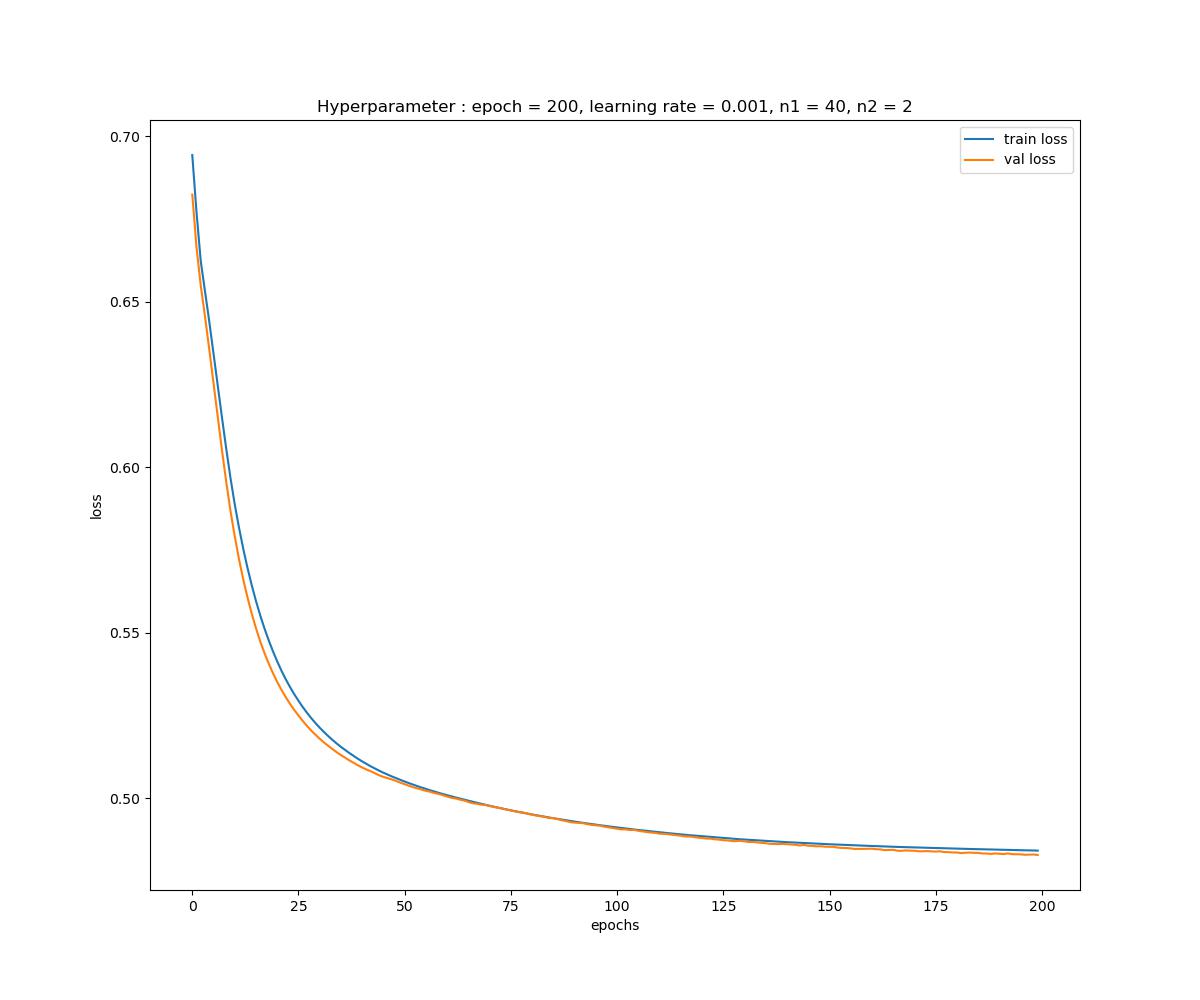 Hyperparameter : epoch = 200, learning rate = 0.001, n1 = 40, n2 = 2
train loss
val loss
0.70
0.65
0.60
0.55
0.50
loss
0 25 50 75 100 125 150 175 200
epochs